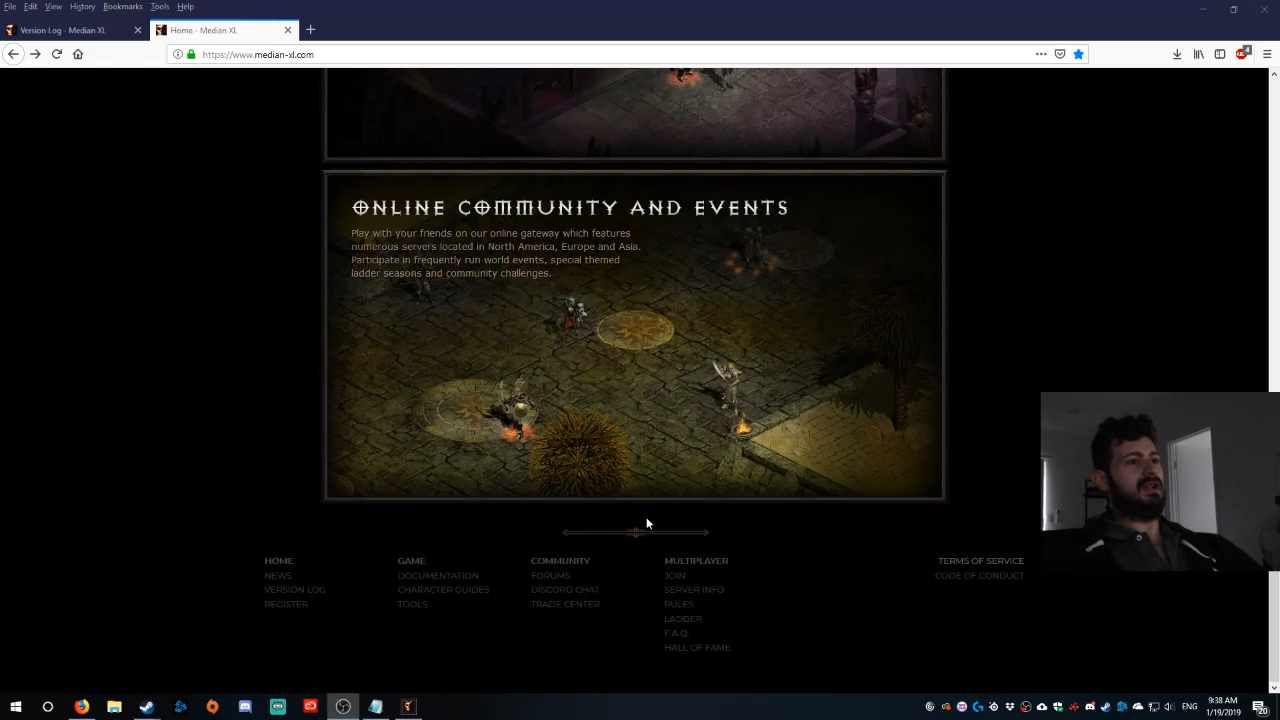 File Edit View History Bookmarks Tools Help
Version Log - Median XL
Home - Median XL
https://www.median-xl.com
4
ONLINE COMMUNITY AND EVENTS
Play with your friends on our online gateway which features
numerous servers located in North America, Europe and Asia.
Participate in frequently run world events, special themed
ladder seasons and community challenges.
HOME
NEWS
VERSION LOG
REGISTER
GAME
DOCUMENTATION
CHARACTER GUIDES
TOOLS
COMMUNITY
FORUMS
DISCORD CHAT
TRADE CENTER
MULTIPLAYER
JOIN
SERVER INFO
RULES
LADDER
F.A.Q.
HALL OF FAME
TERMS OF SERVICE
CODE OF CONDUCT
ENG
9:38 AM
1/19/2019
20